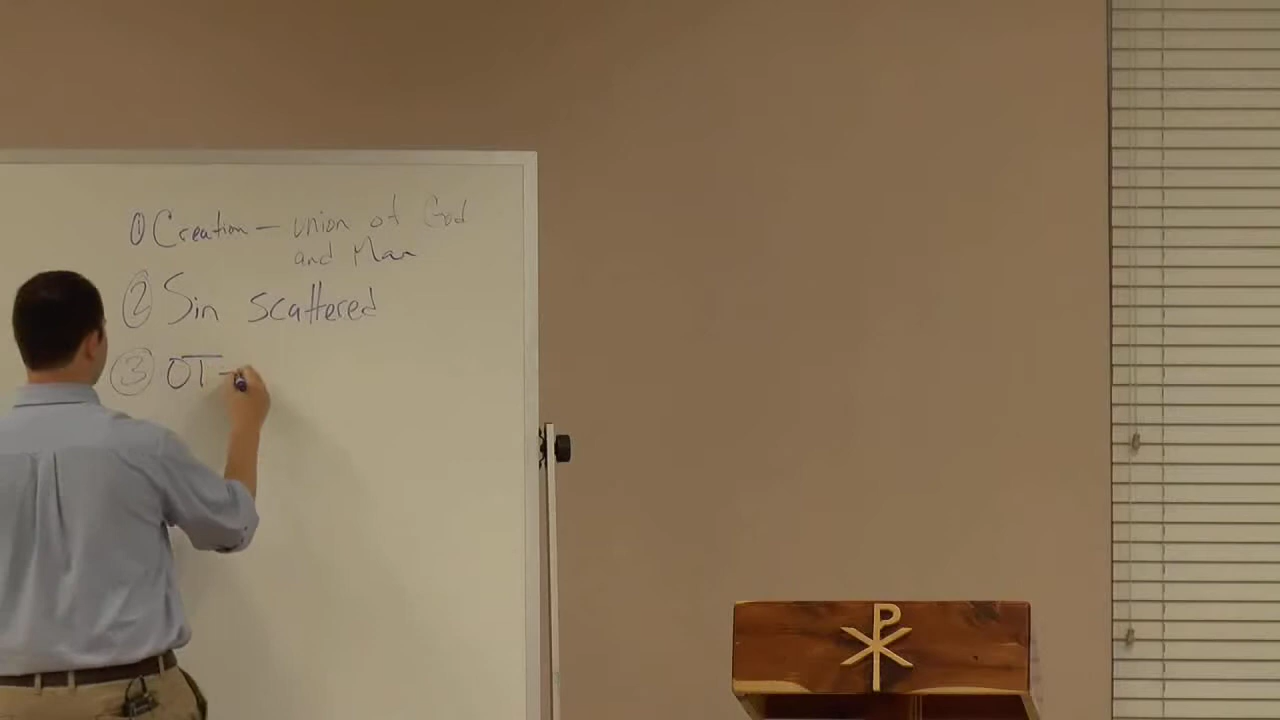 ① Creation — union of God
and Man
② Sin scattered
③ OT -